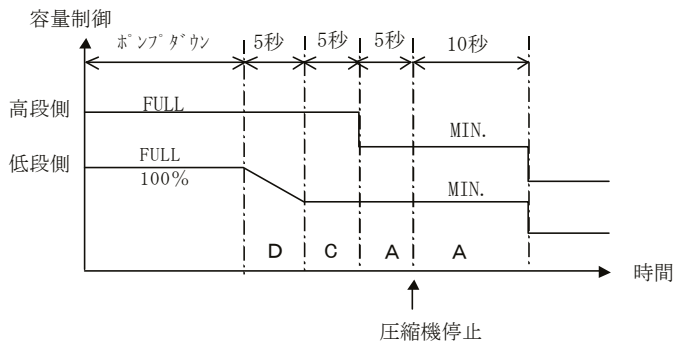 容量制御
ﾎﾟﾝﾌﾟﾀﾞｳﾝ 5秒 5秒 5秒 10秒
高段側 FULL
MIN.
低段側 FULL
100%
MIN.
D C A A
時間
圧縮機停止